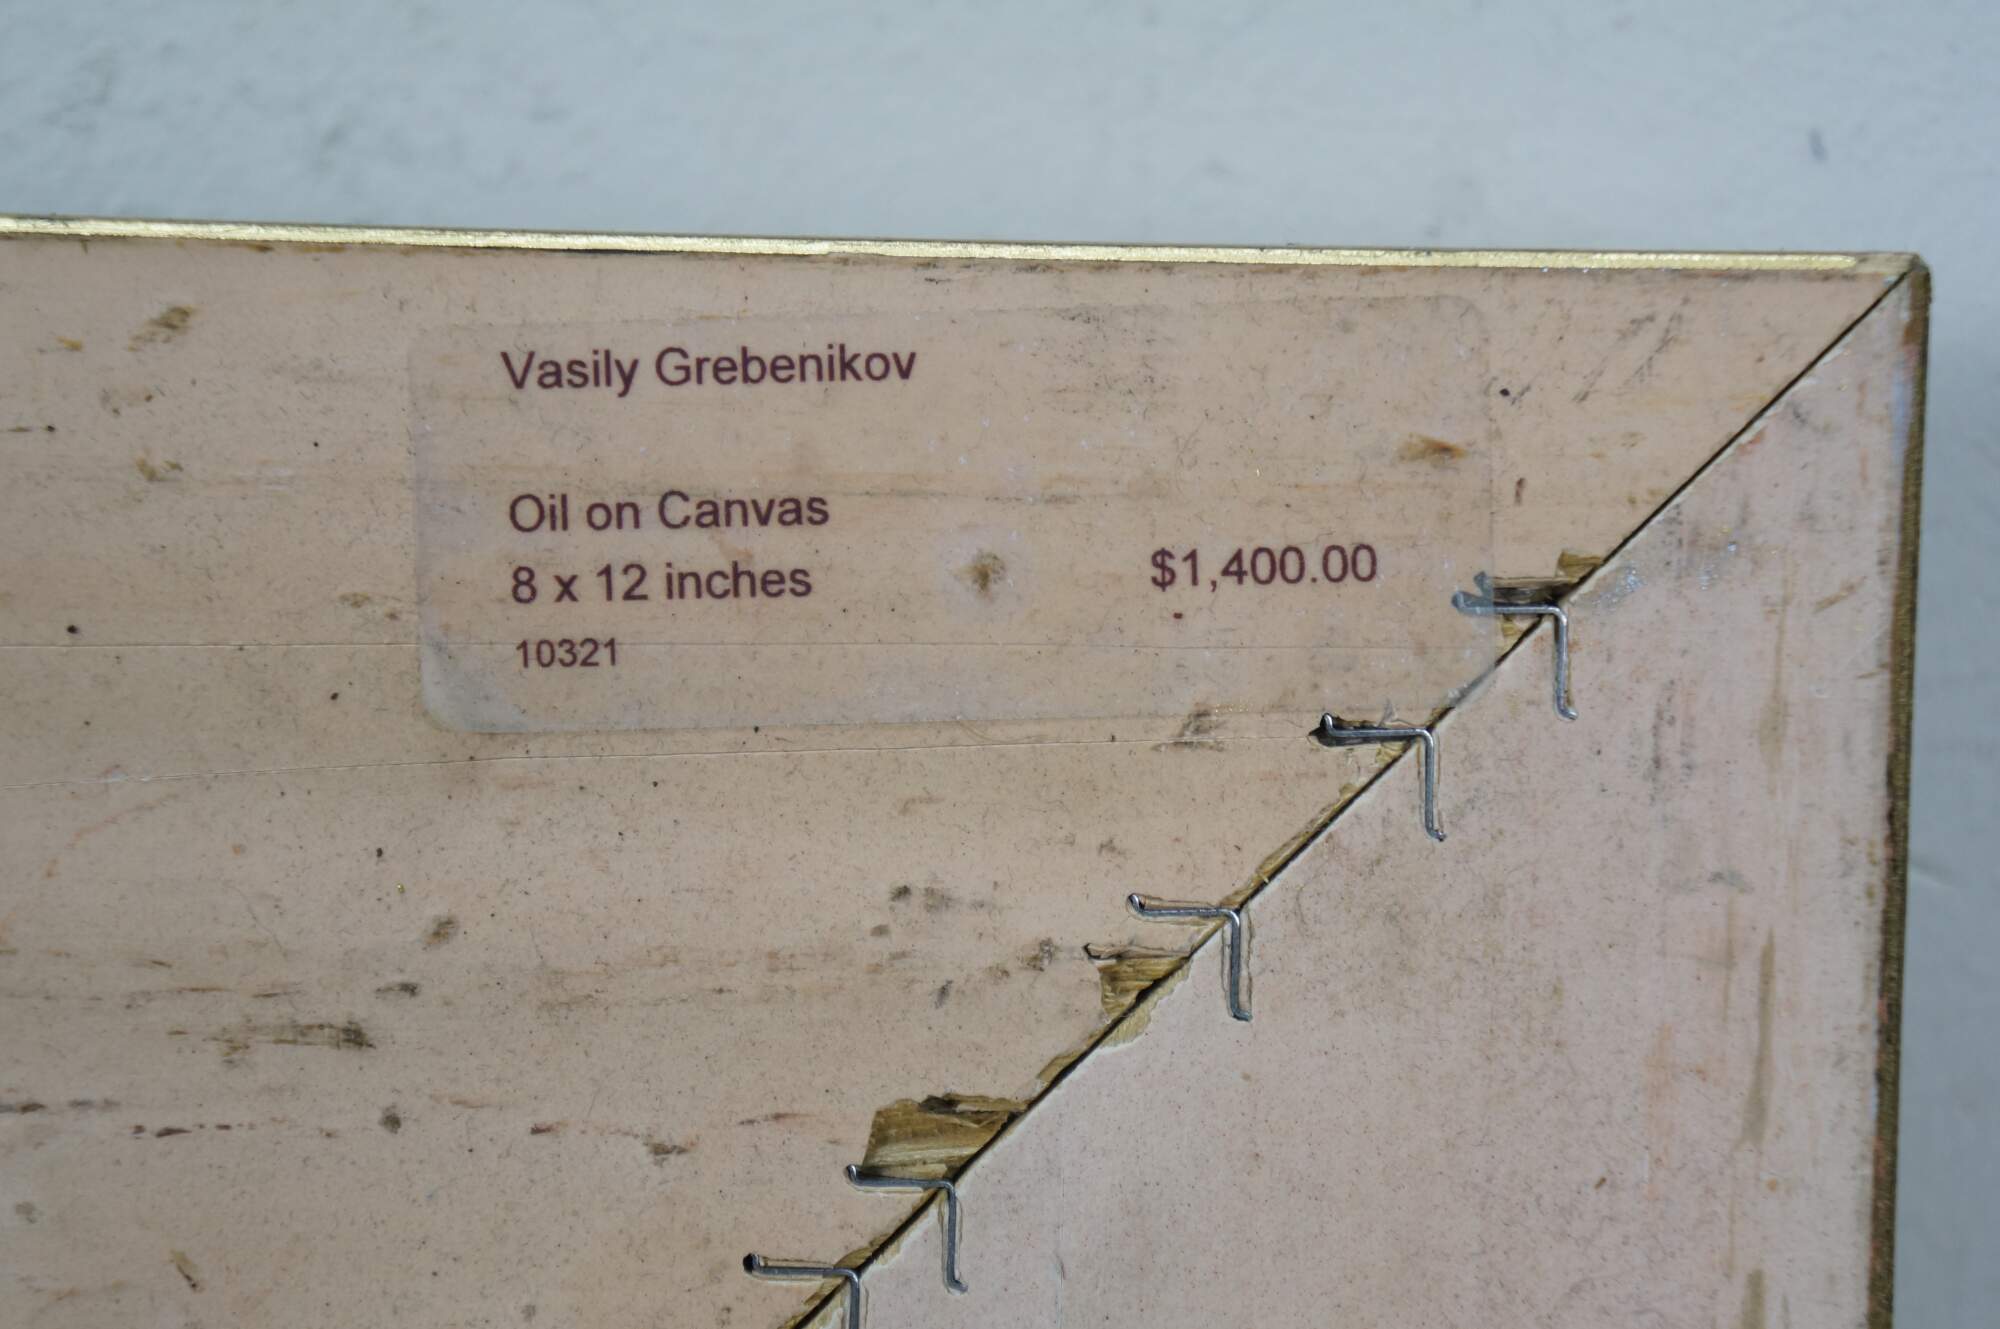 Vasily Grebenikov
Oil on Canvas
8 x 12 inches
$1,400.00
10321